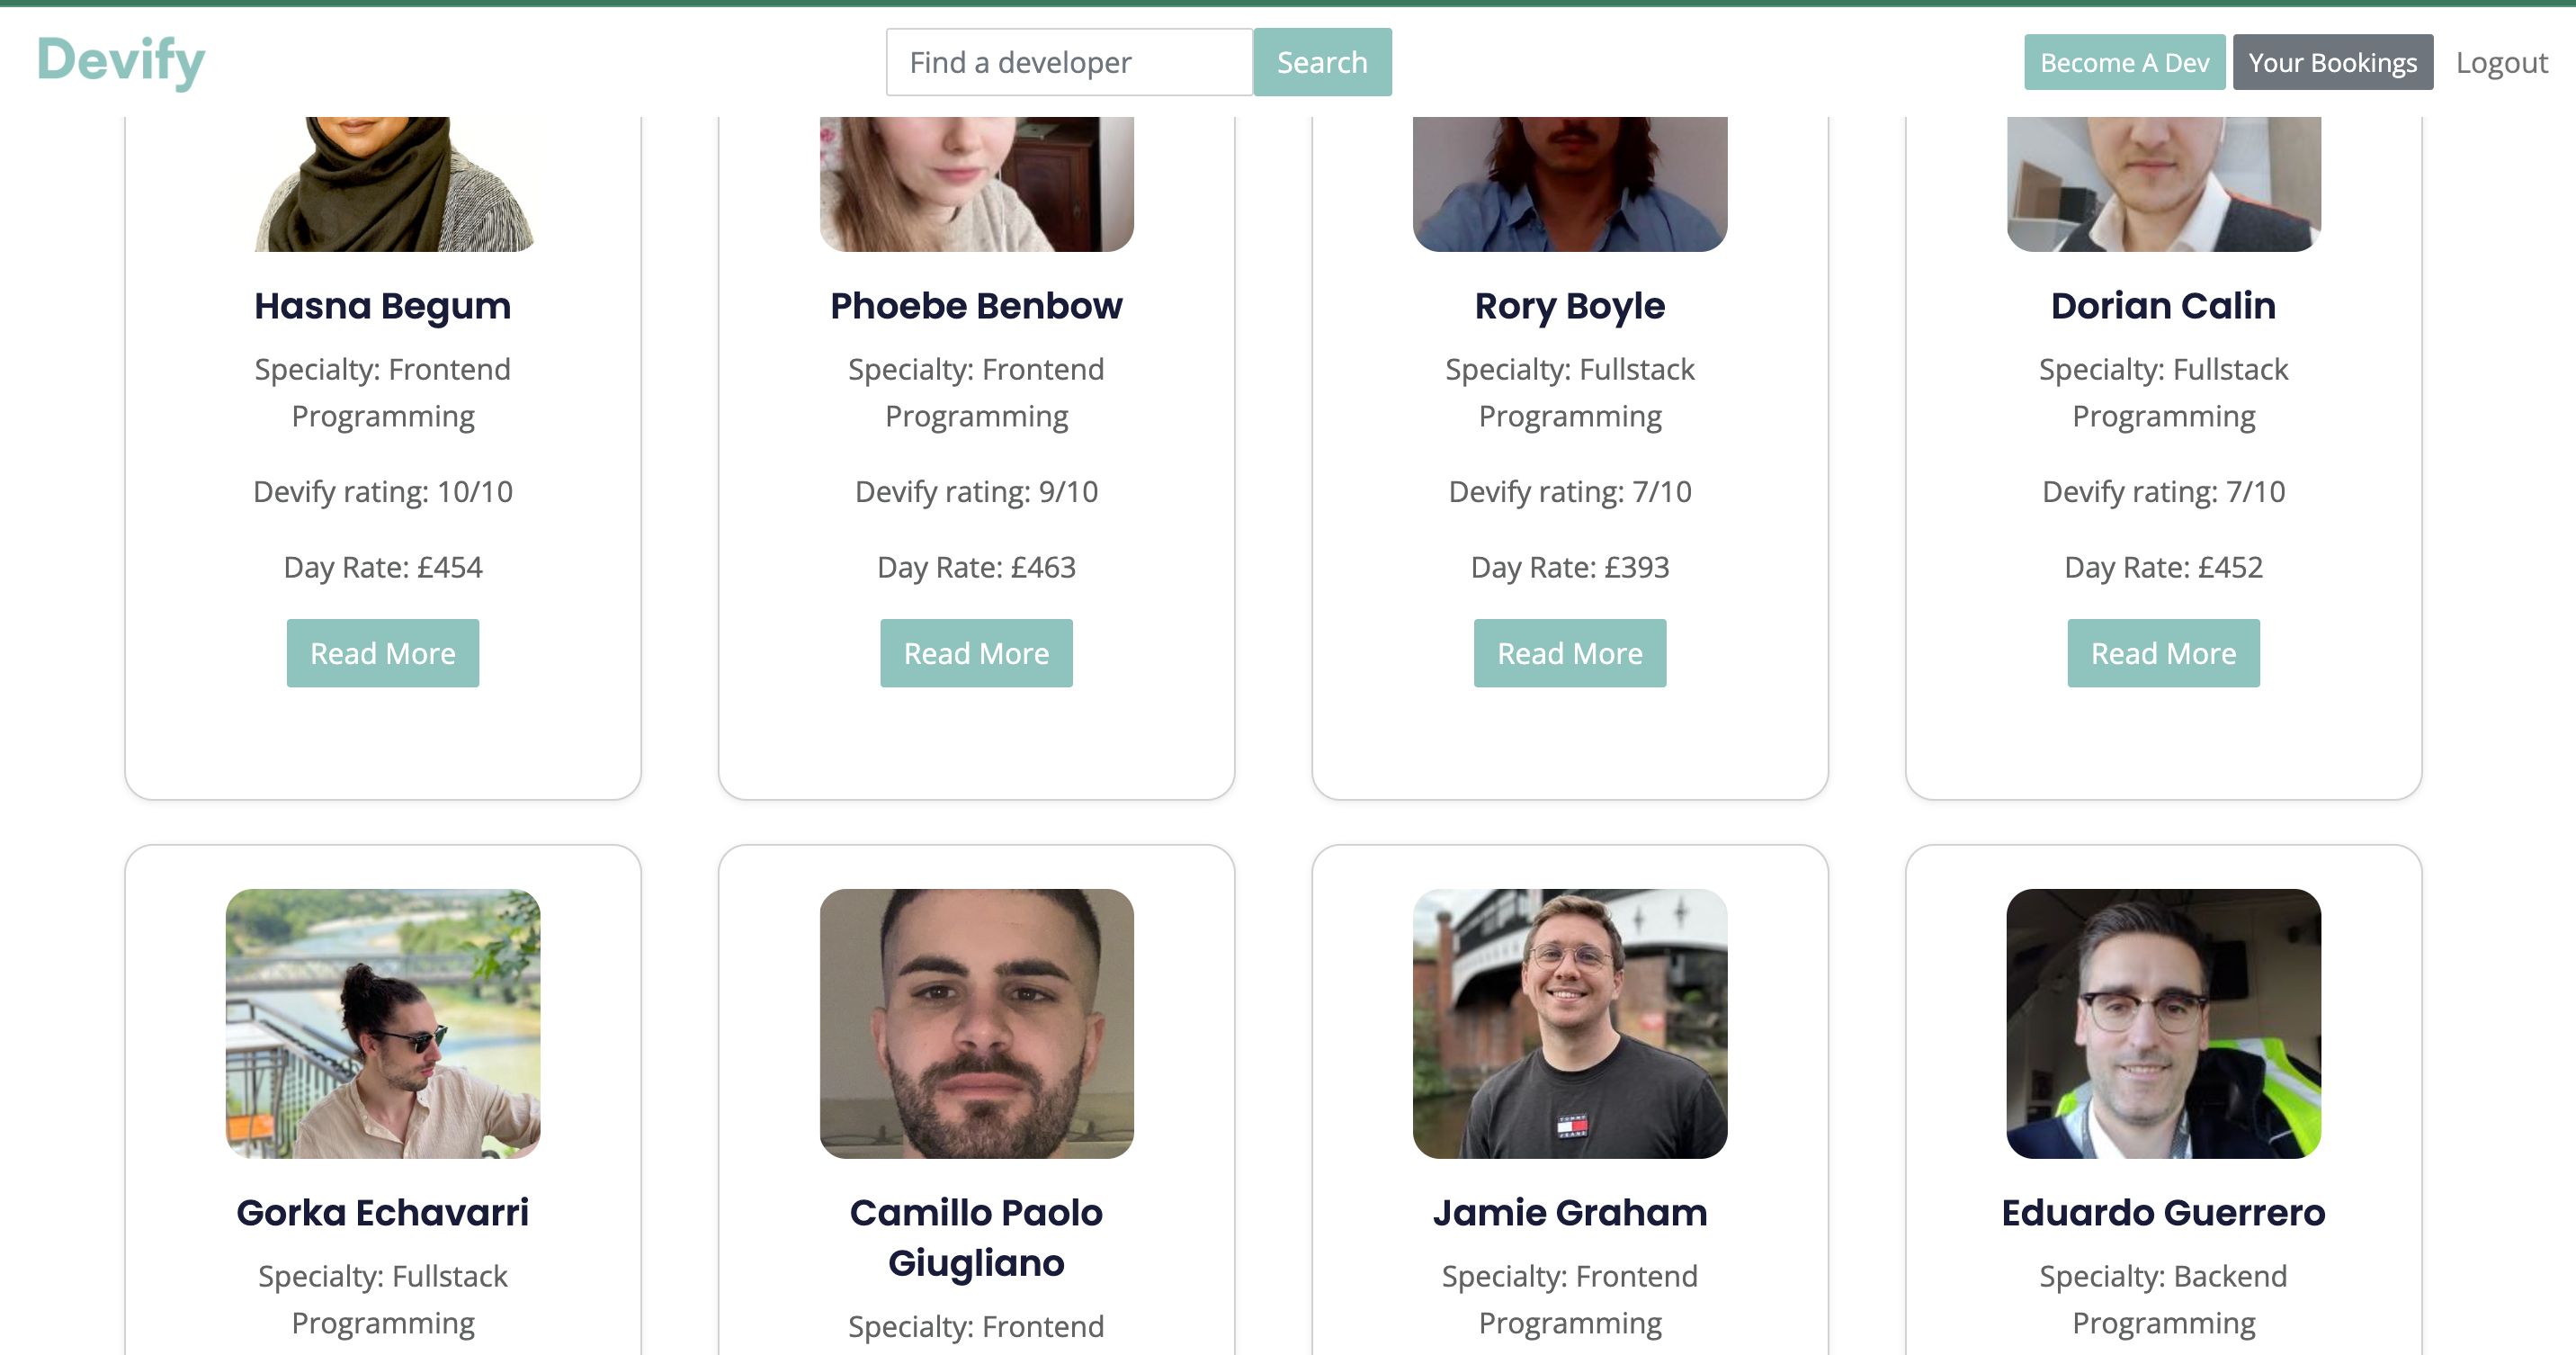 Devify
Find a developer
Search
Become A Dev
Your Bookings
Logout
Hasna Begum
Specialty: Frontend
Programming
Devify rating: 10/10
Day Rate: £454
Read More
Phoebe Benbow
Specialty: Frontend
Programming
Devify rating: 9/10
Day Rate: £463
Read More
Rory Boyle
Specialty: Fullstack
Programming
Devify rating: 7/10
Day Rate: £393
Read More
Dorian Calin
Specialty: Fullstack
Programming
Devify rating: 7/10
Day Rate: £452
Read More
Gorka Echavarri
Specialty: Fullstack
Programming
Camillo Paolo
Giugliano
Specialty: Frontend
TOMMY
JEANS
Jamie Graham
Specialty: Frontend
Programming
Eduardo Guerrero
Specialty: Backend
Programming